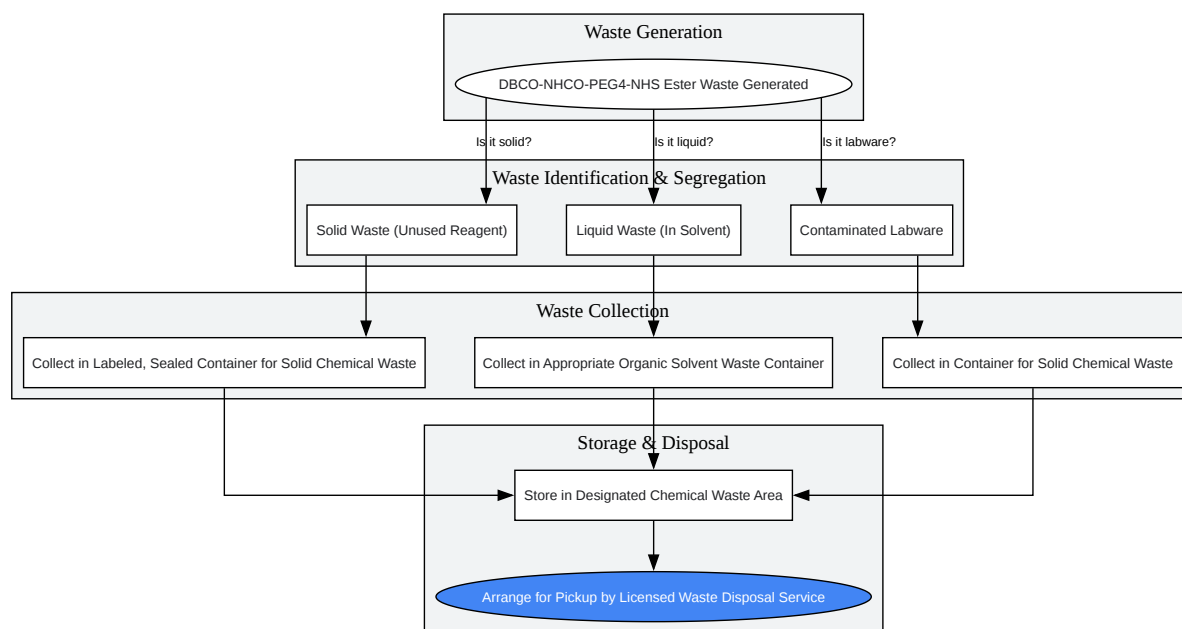 Waste Generation
DBCO-NHCO-PEG4-NHS Ester Waste Generated
Is it solid?
Is it liquid?
Is it labware?
Waste Identification & Segregation
Solid Waste (Unused Reagent)
Liquid Waste (In Solvent)
Contaminated Labware
Waste Collection
Collect in Labeled, Sealed Container for Solid Chemical Waste
Collect in Appropriate Organic Solvent Waste Container
Collect in Container for Solid Chemical Waste
Storage & Disposal
Store in Designated Chemical Waste Area
Arrange for Pickup by Licensed Waste Disposal Service